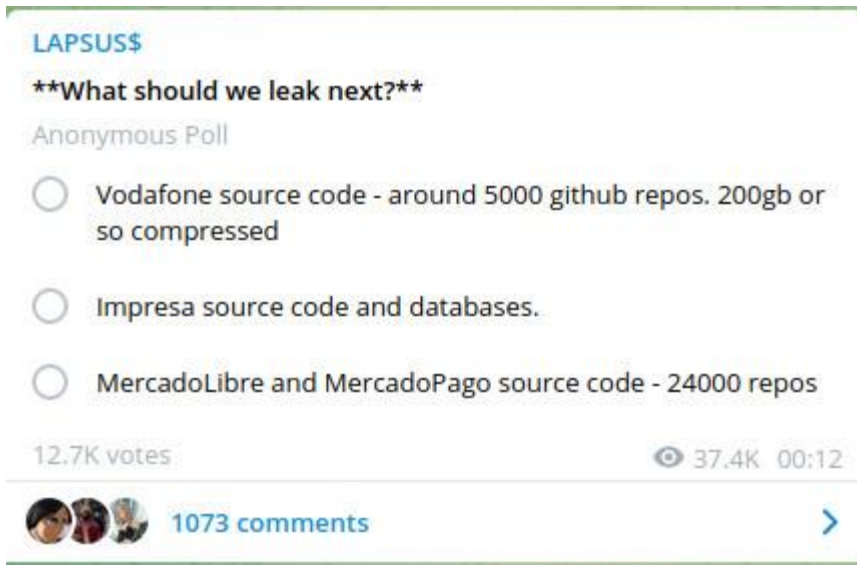 LAPSUS$
**What should we leak next?**
Anonymous Poll
Vodafone source code - around 5000 github repos. 200gb or
so compressed
Impresa source code and databases.
MercadoLibre and MercadoPago source code - 24000 repos
12.7K votes 37.4K 00:12
1073 comments